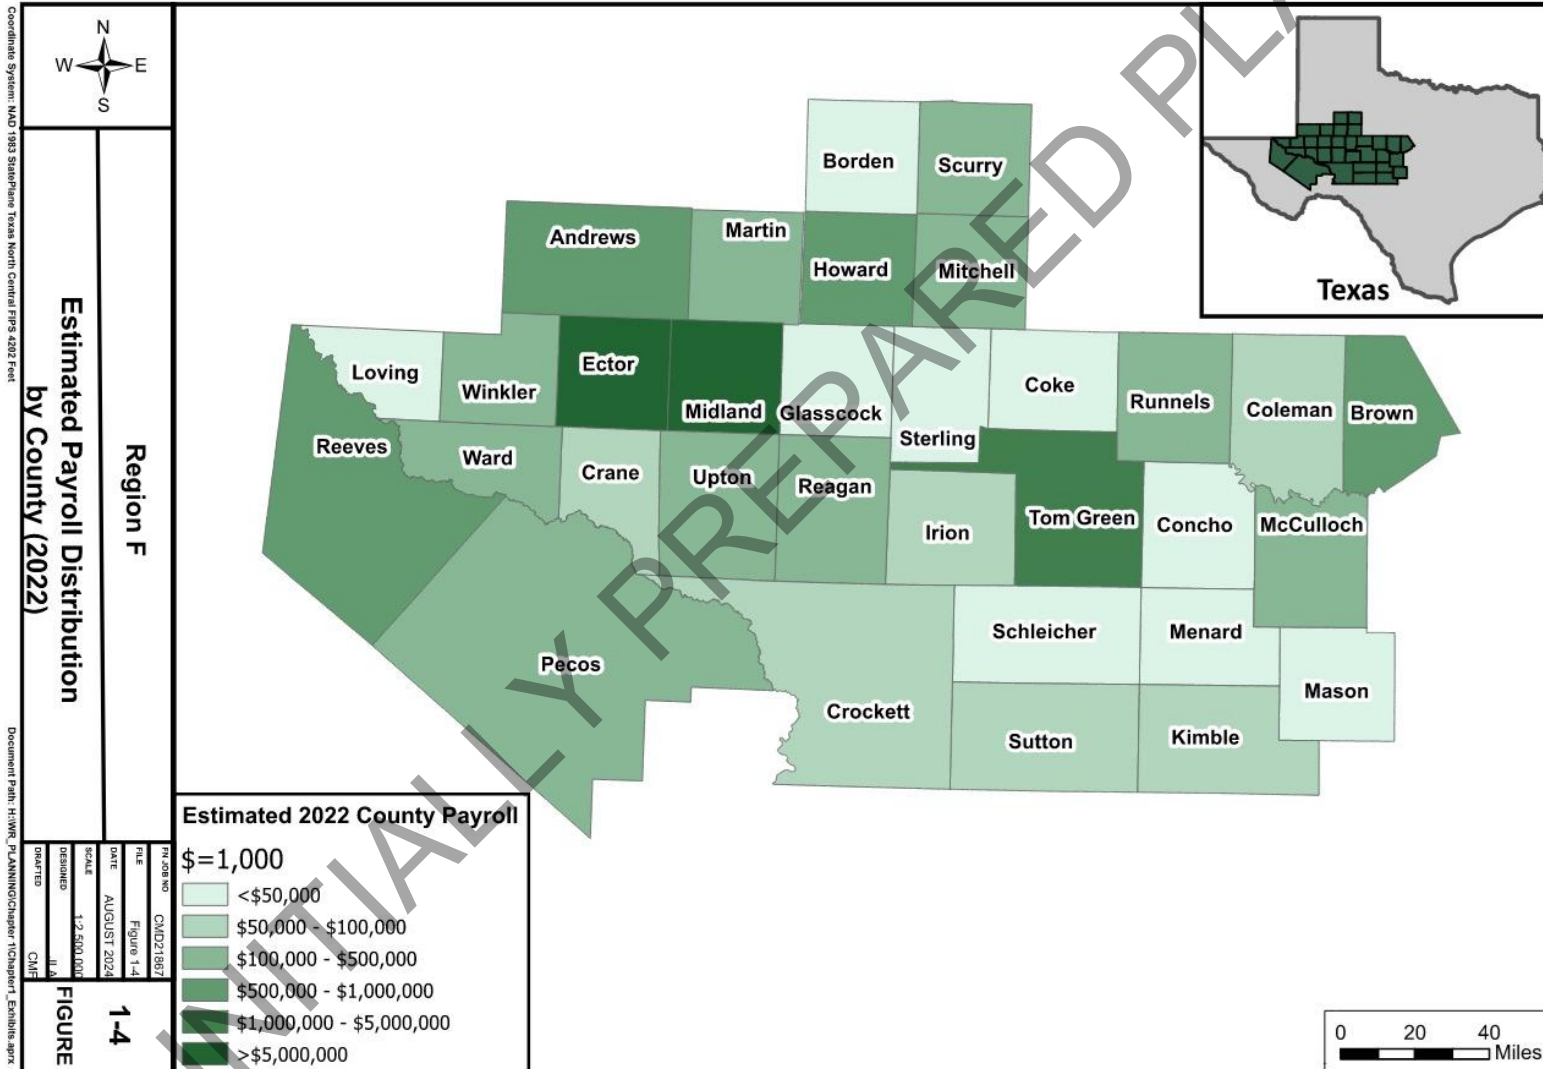 Coordinate System: NAD 1983 StatePlane Texas North Central FIPS 4202 Feet
Document Path: H:\WR_PLANNING\Chapter 1\Chapter1_Exhibits.aprx
N
W E
S
Region F
Estimated Payroll Distribution
by County (2022)
FN JOB NO CMD21867
FILE Figure 1-4
DATE AUGUST 2024
SCALE 1:2,500,000
DESIGNED
DRAFTED CMF
1-4
FIGURE
INITIALLY PREPARED
Texas
Borden
Scurry
Andrews
Martin
Howard
Mitchell
Loving
Winkler
Ector
Midland
Glasscock
Sterling
Coke
Runnels
Coleman
Brown
Reeves
Ward
Crane
Upton
Reagan
Irion
Tom Green
Concho
McCulloch
Pecos
Crockett
Schleicher
Menard
Mason
Sutton
Kimble
Estimated 2022 County Payroll
$=1,000
<$50,000
$50,000 - $100,000
$100,000 - $500,000
$500,000 - $1,000,000
$1,000,000 - $5,000,000
>$5,000,000
0 20 40
Miles